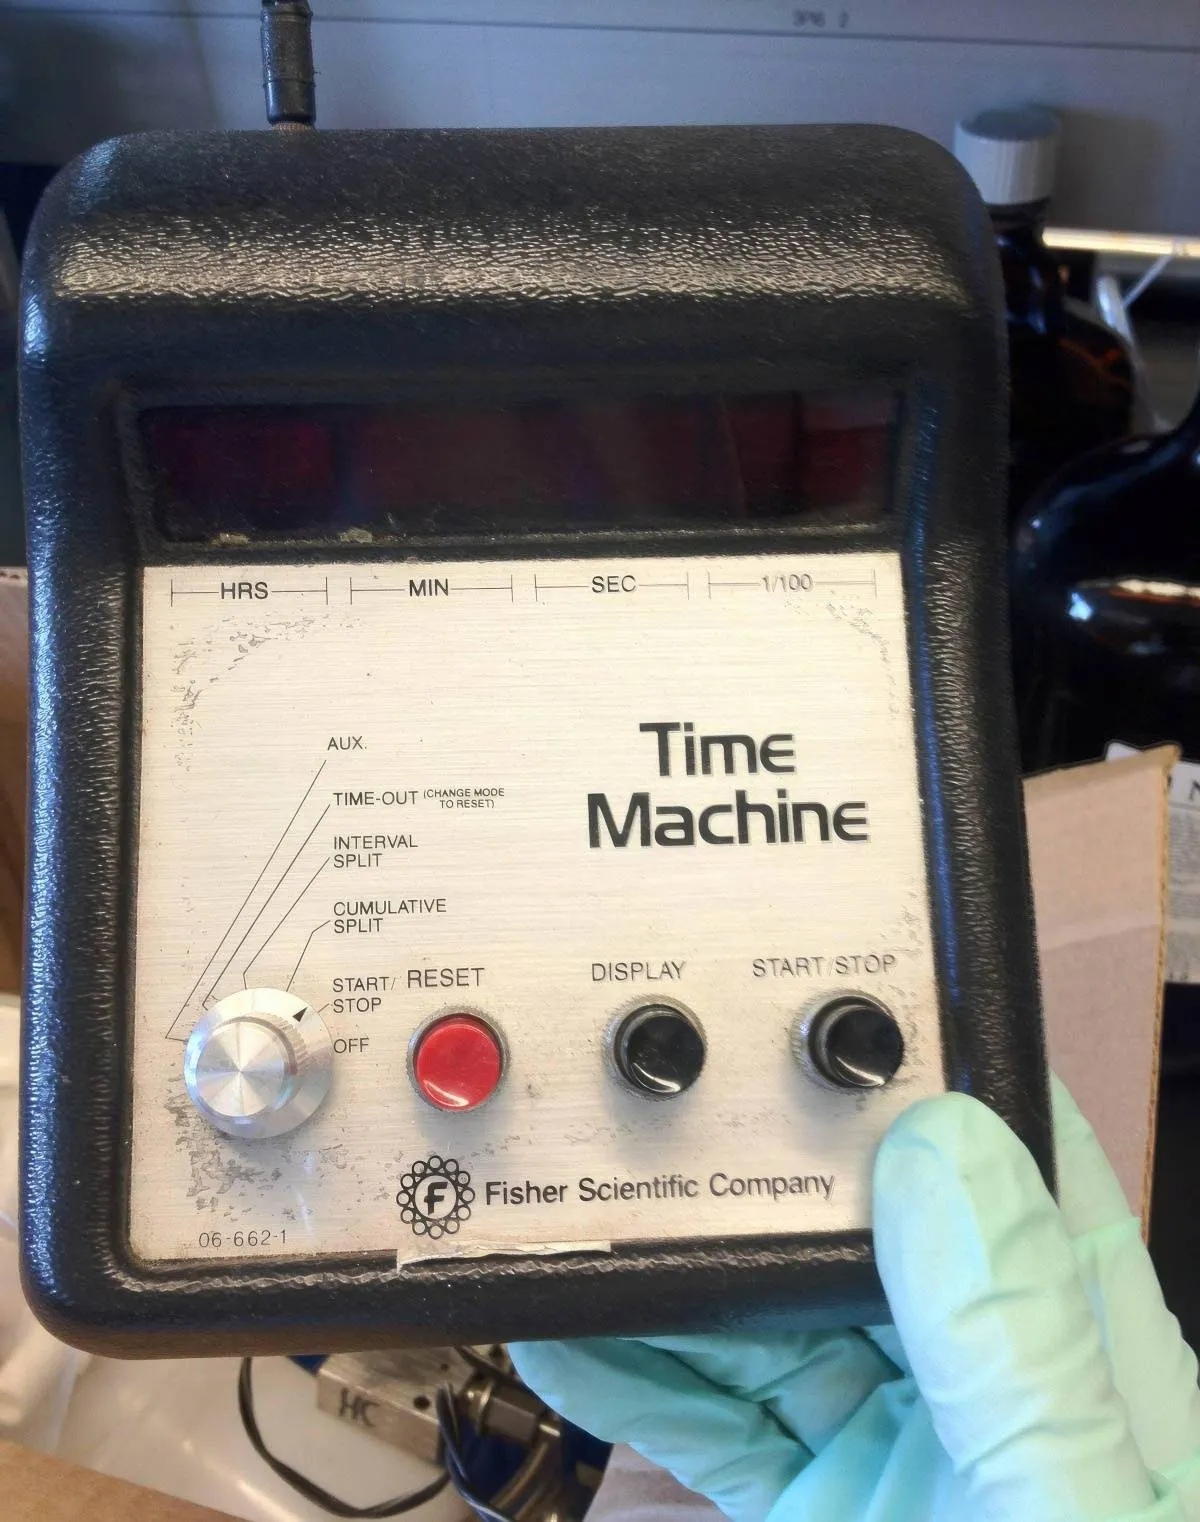 HRS MIN SEC 1/100
AUX.
TIME-OUT (CHANGE MODE
TO RESET)
INTERVAL
SPLIT
CUMULATIVE
SPLIT
START/
STOP
OFF
Time
Machine
RESET
DISPLAY
START/STOP
F
Fisher Scientific Company
06-662-1
HC